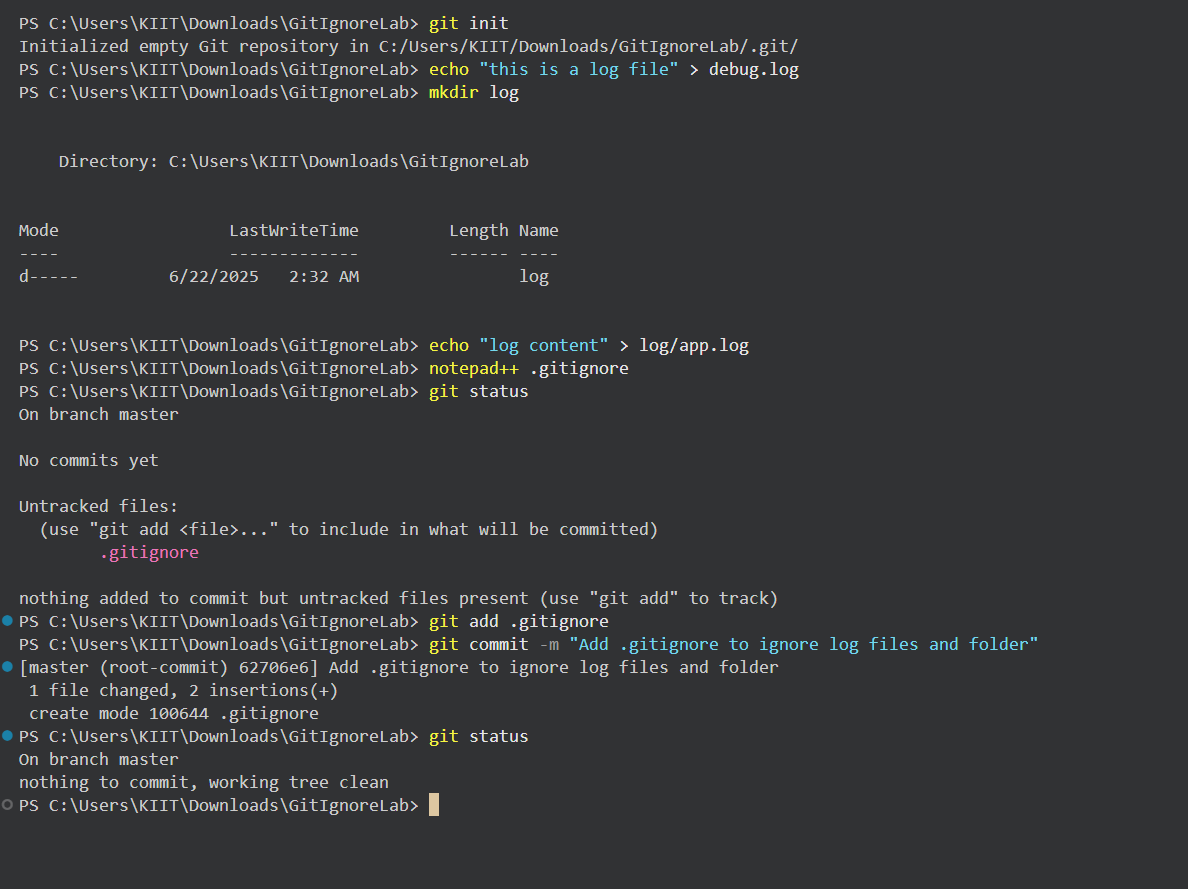 PS C:\Users\KIIT\Downloads\GitIgnoreLab> git init
Initialized empty Git repository in C:/Users/KIIT/Downloads/GitIgnoreLab/.git/
PS C:\Users\KIIT\Downloads\GitIgnoreLab> echo "this is a log file" > debug.log
PS C:\Users\KIIT\Downloads\GitIgnoreLab> mkdir log
    Directory: C:\Users\KIIT\Downloads\GitIgnoreLab
Mode                 LastWriteTime         Length Name
----                 -------------         ------ ----
d-----         6/22/2025   2:32 AM                log
PS C:\Users\KIIT\Downloads\GitIgnoreLab> echo "log content" > log/app.log
PS C:\Users\KIIT\Downloads\GitIgnoreLab> notepad++ .gitignore
PS C:\Users\KIIT\Downloads\GitIgnoreLab> git status
On branch master
No commits yet
Untracked files:
  (use "git add <file>..." to include in what will be committed)
        .gitignore
nothing added to commit but untracked files present (use "git add" to track)
PS C:\Users\KIIT\Downloads\GitIgnoreLab> git add .gitignore
PS C:\Users\KIIT\Downloads\GitIgnoreLab> git commit -m "Add .gitignore to ignore log files and folder"
[master (root-commit) 62706e6] Add .gitignore to ignore log files and folder
 1 file changed, 2 insertions(+)
 create mode 100644 .gitignore
PS C:\Users\KIIT\Downloads\GitIgnoreLab> git status
On branch master
nothing to commit, working tree clean
PS C:\Users\KIIT\Downloads\GitIgnoreLab>